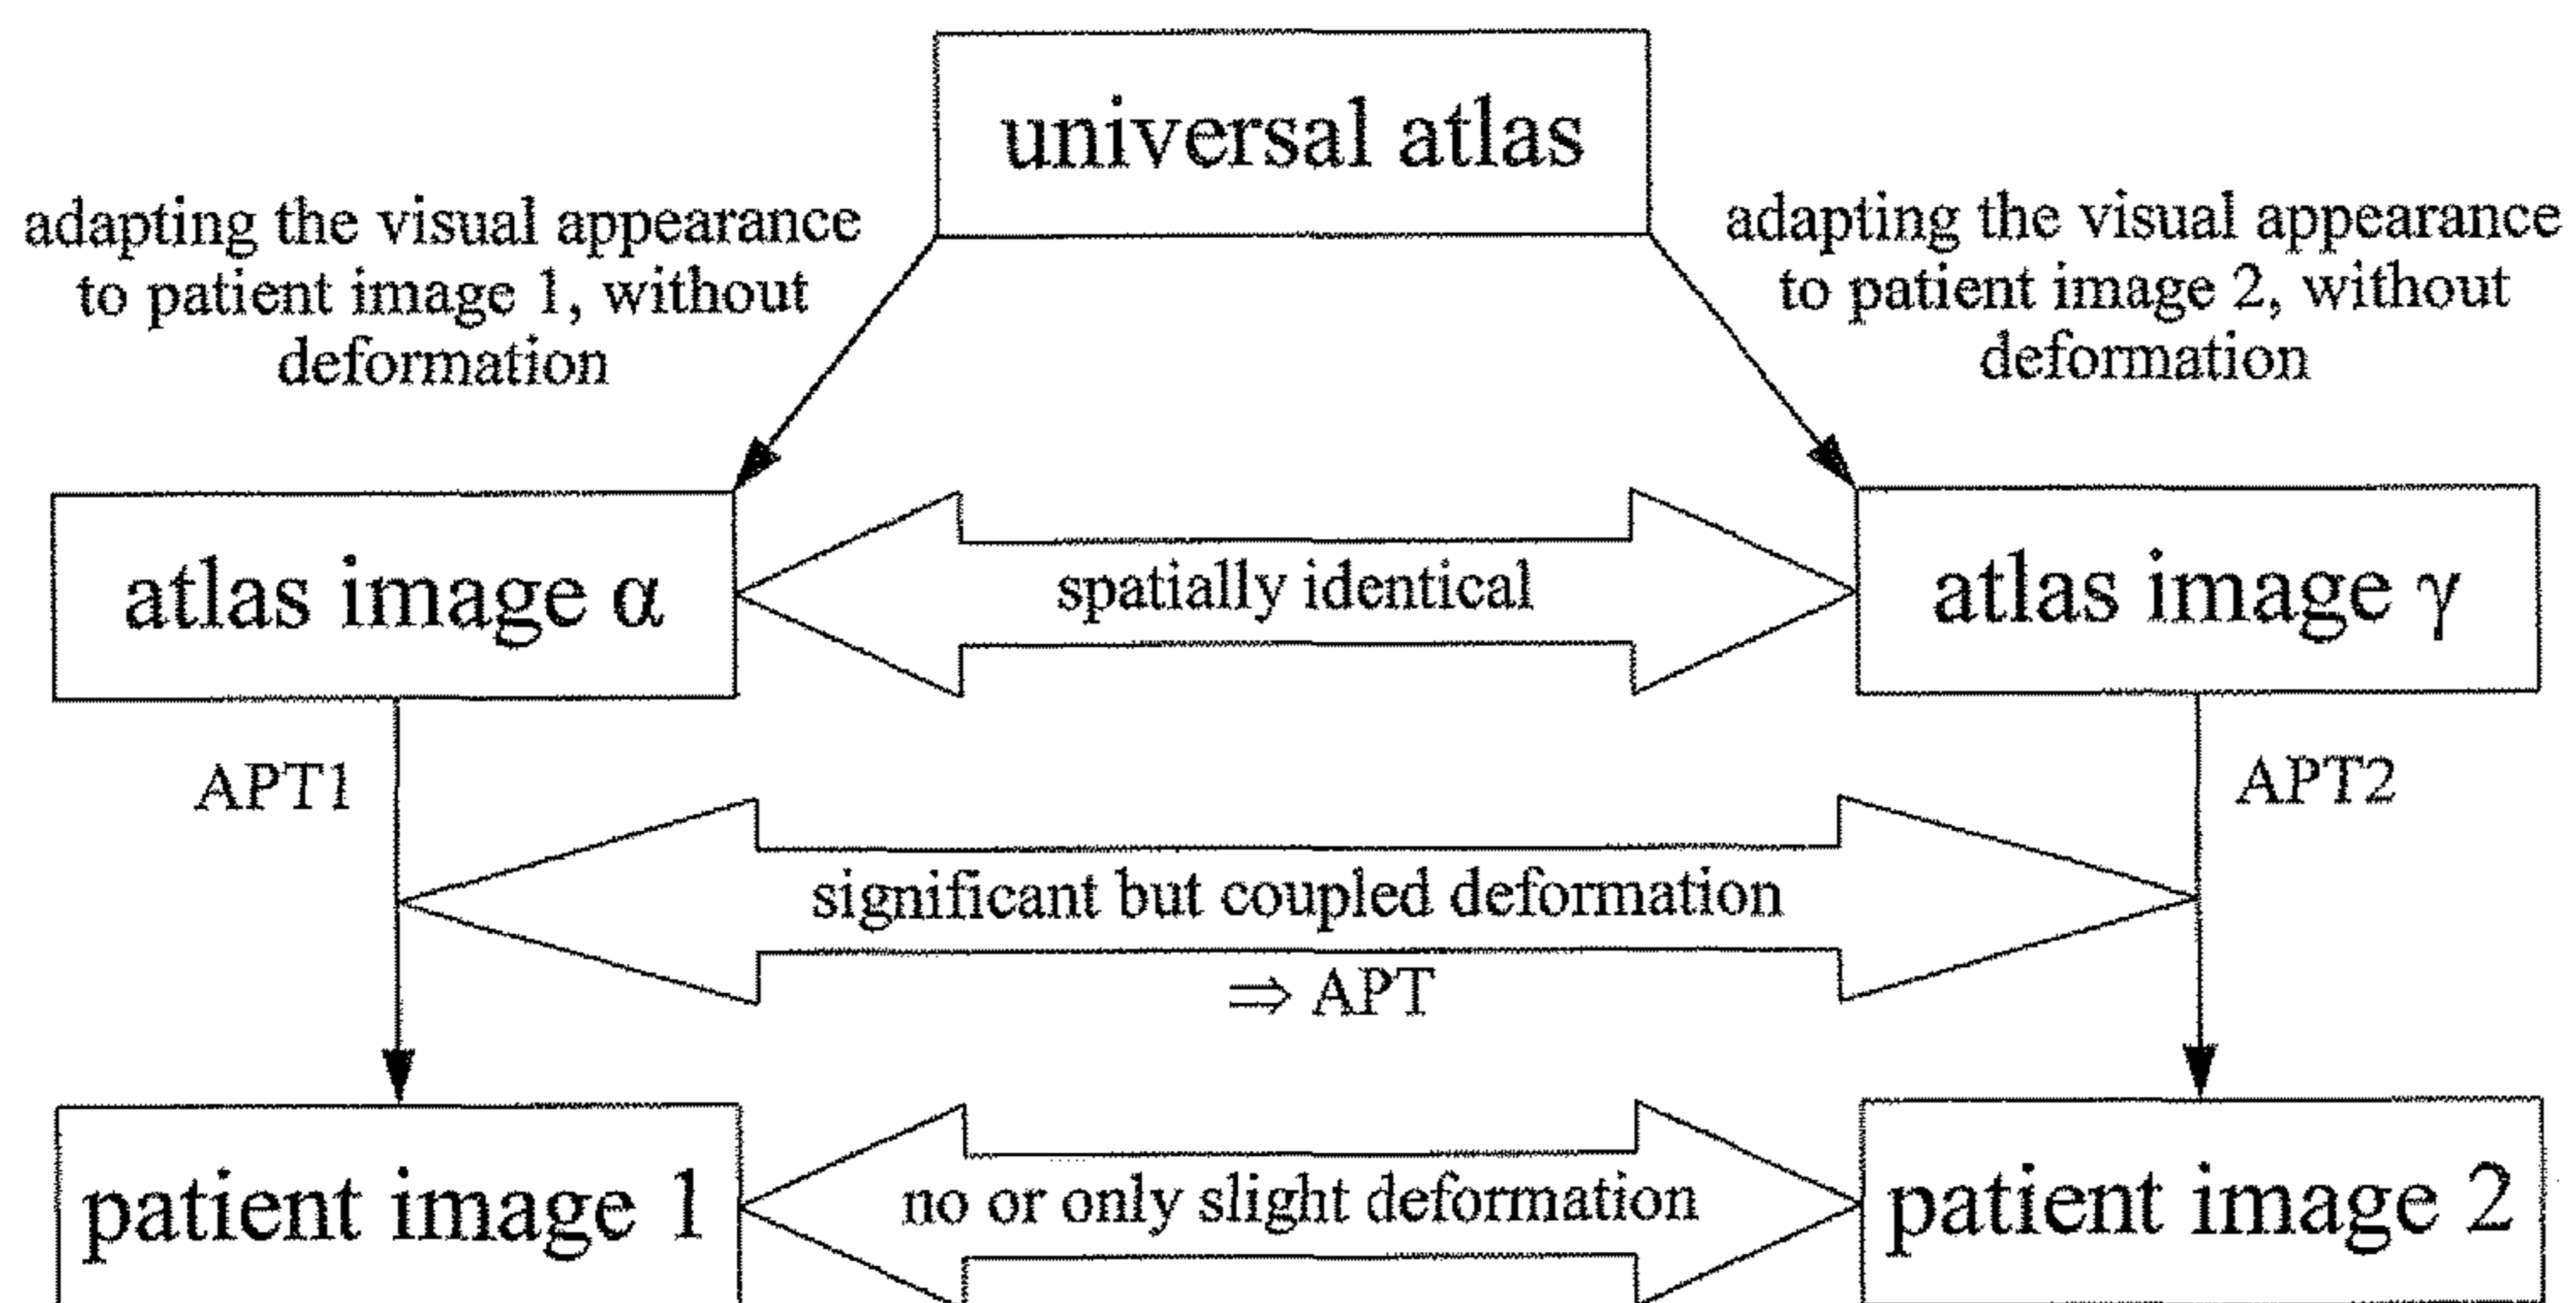 universal atlas
adapting the visual appearance
to patient image 1, without
deformation
adapting the visual appearance
to patient image 2, without
deformation
atlas image α
spatially identical
atlas image γ
APT1
APT2
significant but coupled deformation
⇒ APT
patient image 1
no or only slight deformation
patient image 2